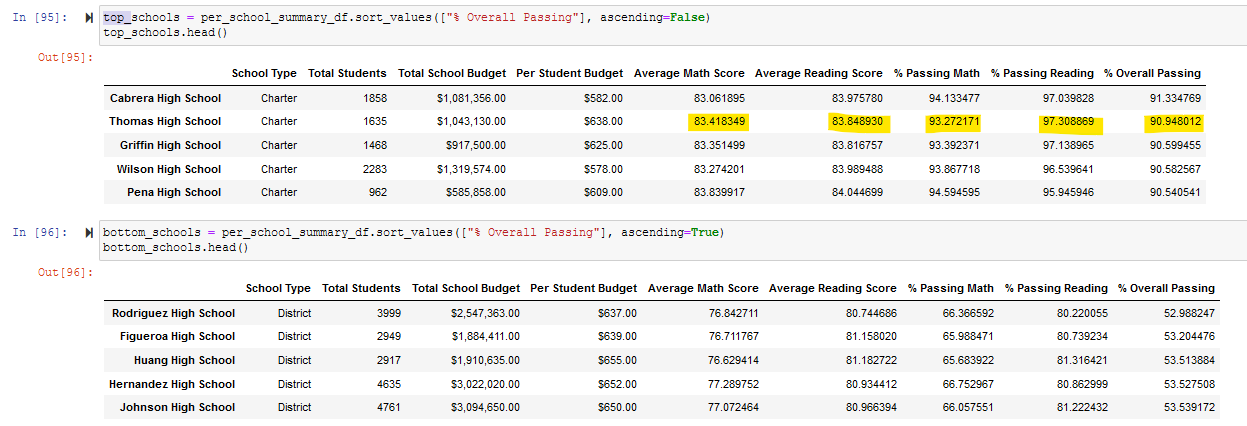 In [95]: top_schools = per_school_summary_df.sort_values(["% Overall Passing"], ascending=False)
top_schools.head()
Out[95]:
School Type Total Students Total School Budget Per Student Budget Average Math Score Average Reading Score % Passing Math % Passing Reading % Overall Passing
Cabrera High School Charter 1858 $1,081,356.00 $582.00 83.061895 83.975780 94.133477 97.039828 91.334769
Thomas High School Charter 1635 $1,043,130.00 $638.00 83.418349 83.848930 93.272171 97.308869 90.948012
Griffin High School Charter 1468 $917,500.00 $625.00 83.351499 83.816757 93.392371 97.138965 90.599455
Wilson High School Charter 2283 $1,319,574.00 $578.00 83.274201 83.989488 93.867718 96.539641 90.582567
Pena High School Charter 962 $585,858.00 $609.00 83.839917 84.044699 94.594595 95.945946 90.540541
In [96]: bottom_schools = per_school_summary_df.sort_values(["% Overall Passing"], ascending=True)
bottom_schools.head()
Out[96]:
School Type Total Students Total School Budget Per Student Budget Average Math Score Average Reading Score % Passing Math % Passing Reading % Overall Passing
Rodriguez High School District 3999 $2,547,363.00 $637.00 76.842711 80.744686 66.366592 80.220055 52.988247
Figueroa High School District 2949 $1,884,411.00 $639.00 76.711767 81.158020 65.988471 80.739234 53.204476
Huang High School District 2917 $1,910,635.00 $655.00 76.629414 81.182722 65.683922 81.316421 53.513884
Hernandez High School District 4635 $3,022,020.00 $652.00 77.289752 80.934412 66.752967 80.862999 53.527508
Johnson High School District 4761 $3,094,650.00 $650.00 77.072464 80.966394 66.057551 81.222432 53.539172